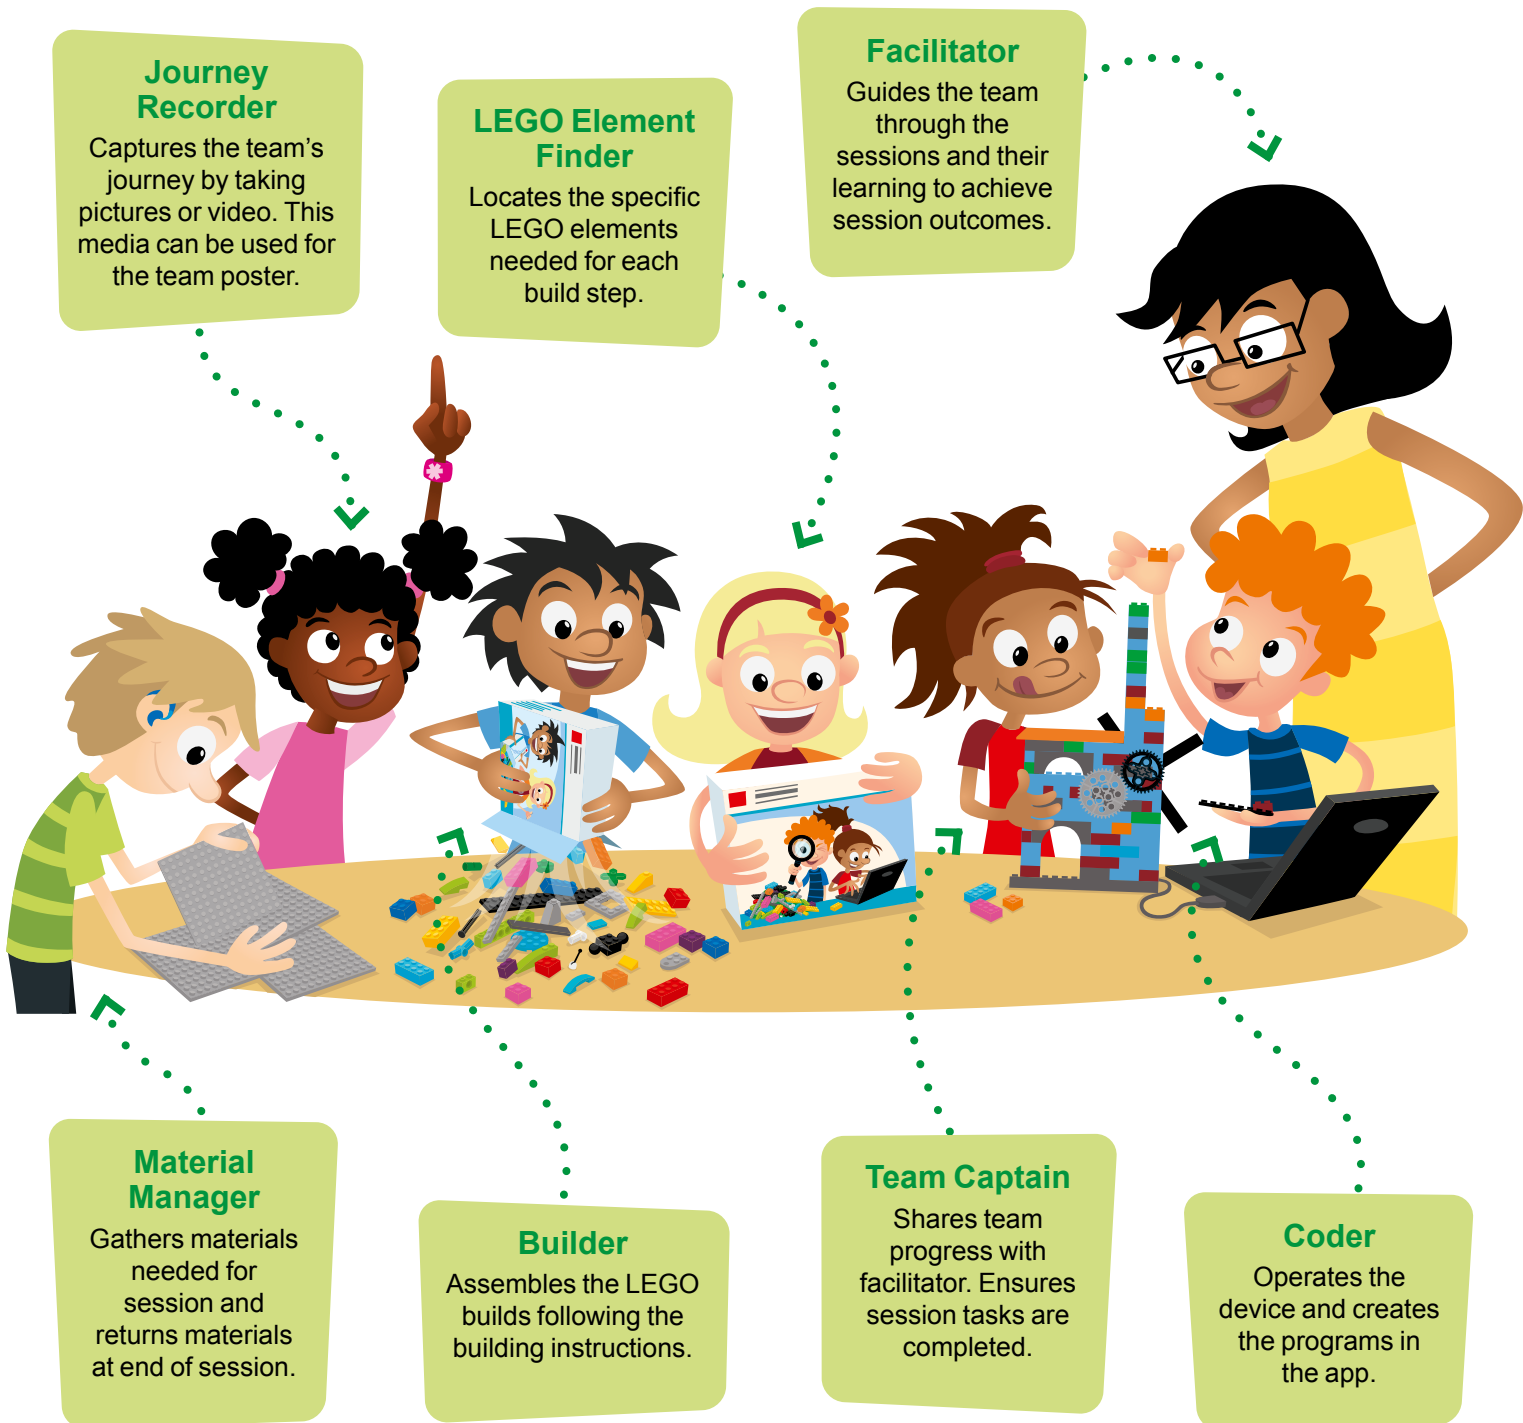 Journey
Recorder
Captures the team’s
journey by taking
pictures or video. This
media can be used for
the team poster.
LEGO Element
Finder
Locates the specific
LEGO elements
needed for each
build step.
Facilitator
Guides the team
through the
sessions and their
learning to achieve
session outcomes.
Material
Manager
Gathers materials
needed for
session and
returns materials
at end of session.
Builder
Assembles the LEGO
builds following the
building instructions.
Team Captain
Shares team
progress with
facilitator. Ensures
session tasks are
completed.
Coder
Operates the
device and creates
the programs in
the app.